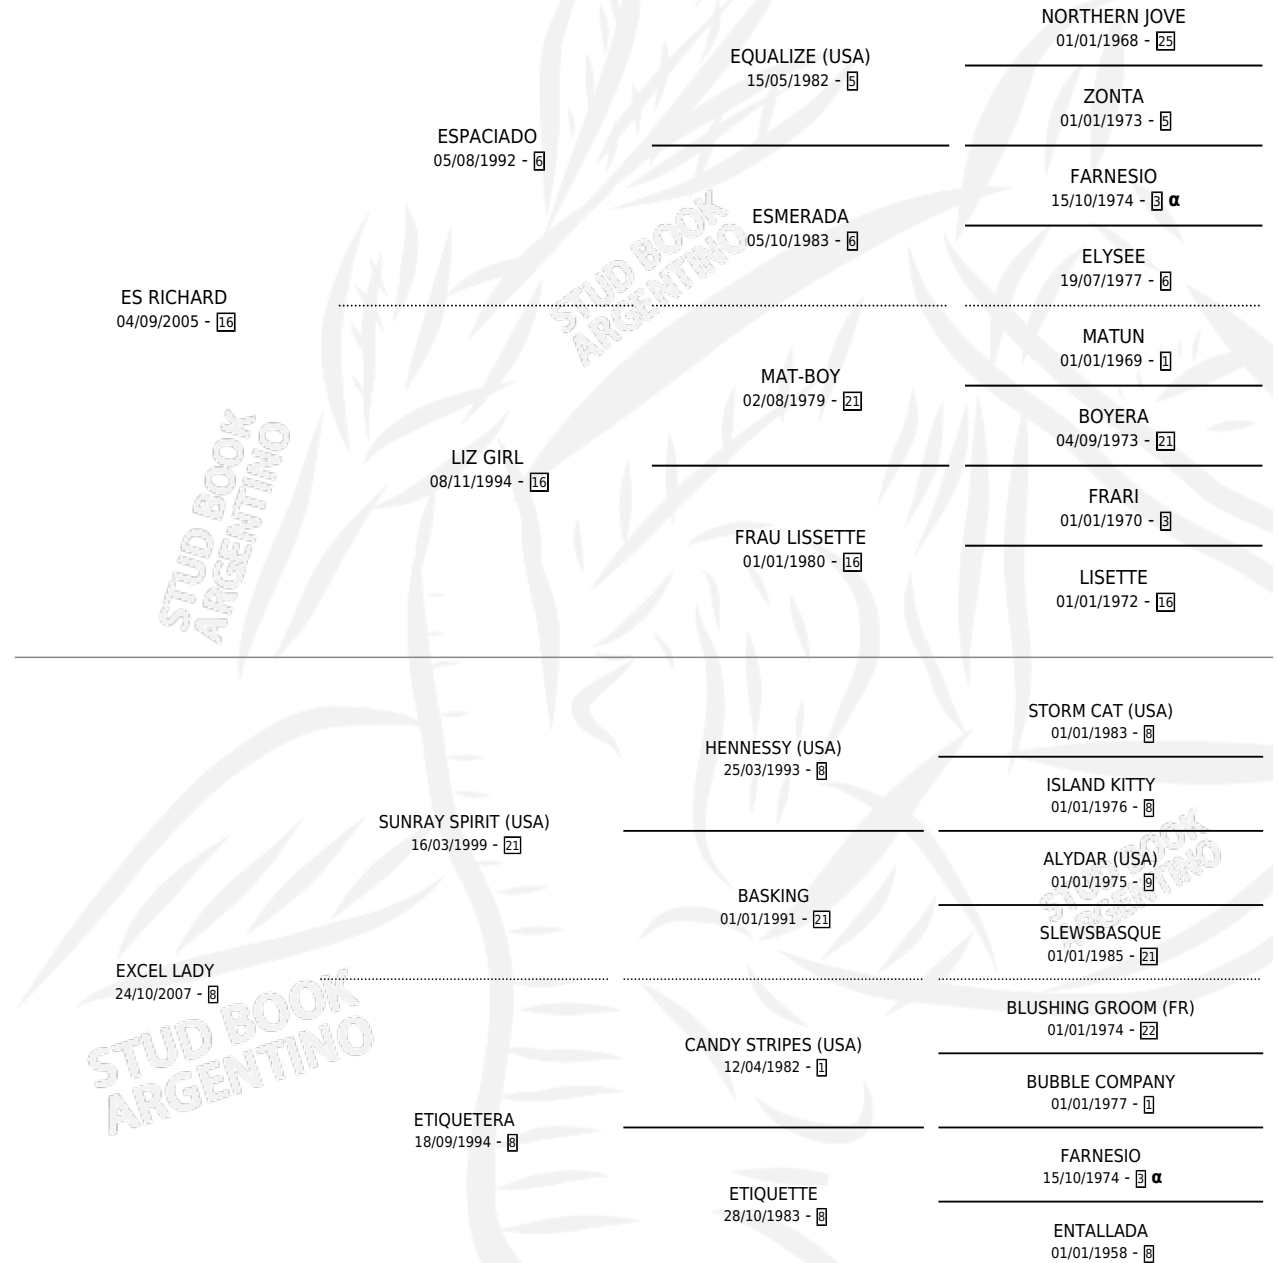 NORTHERN JOVE
01/01/1968 - 25
EQUALIZE (USA)
15/05/1982 - 5
ZONTA
01/01/1973 - 5
ESPACIADO
05/08/1992 - 6
FARNESIO
15/10/1974 - 3 α
ESMERADA
05/10/1983 - 6
ELYSEE
19/07/1977 - 6
ES RICHARD
04/09/2005 - 16
MATUN
01/01/1969 - 1
MAT-BOY
02/08/1979 - 21
BOYERA
04/09/1973 - 21
LIZ GIRL
08/11/1994 - 16
FRARI
01/01/1970 - 3
FRAU LISSETTE
01/01/1980 - 16
LISETTE
01/01/1972 - 16
STORM CAT (USA)
01/01/1983 - 8
HENNESSY (USA)
25/03/1993 - 8
ISLAND KITTY
01/01/1976 - 8
SUNRAY SPIRIT (USA)
16/03/1999 - 21
ALYDAR (USA)
01/01/1975 - 9
BASKING
01/01/1991 - 21
SLEWSBASQUE
01/01/1985 - 21
EXCEL LADY
24/10/2007 - 8
BLUSHING GROOM (FR)
01/01/1974 - 22
CANDY STRIPES (USA)
12/04/1982 - 1
BUBBLE COMPANY
01/01/1977 - 1
ETIQUETERA
18/09/1994 - 8
FARNESIO
15/10/1974 - 3 α
ETIQUETTE
28/10/1983 - 8
ENTALLADA
01/01/1958 - 8
STUD BOOK
ARGENTINO
STUD BOOK
ARGENTINO
STUD BOOK
ARGENTINO
STUD BOOK
ARGENTINO